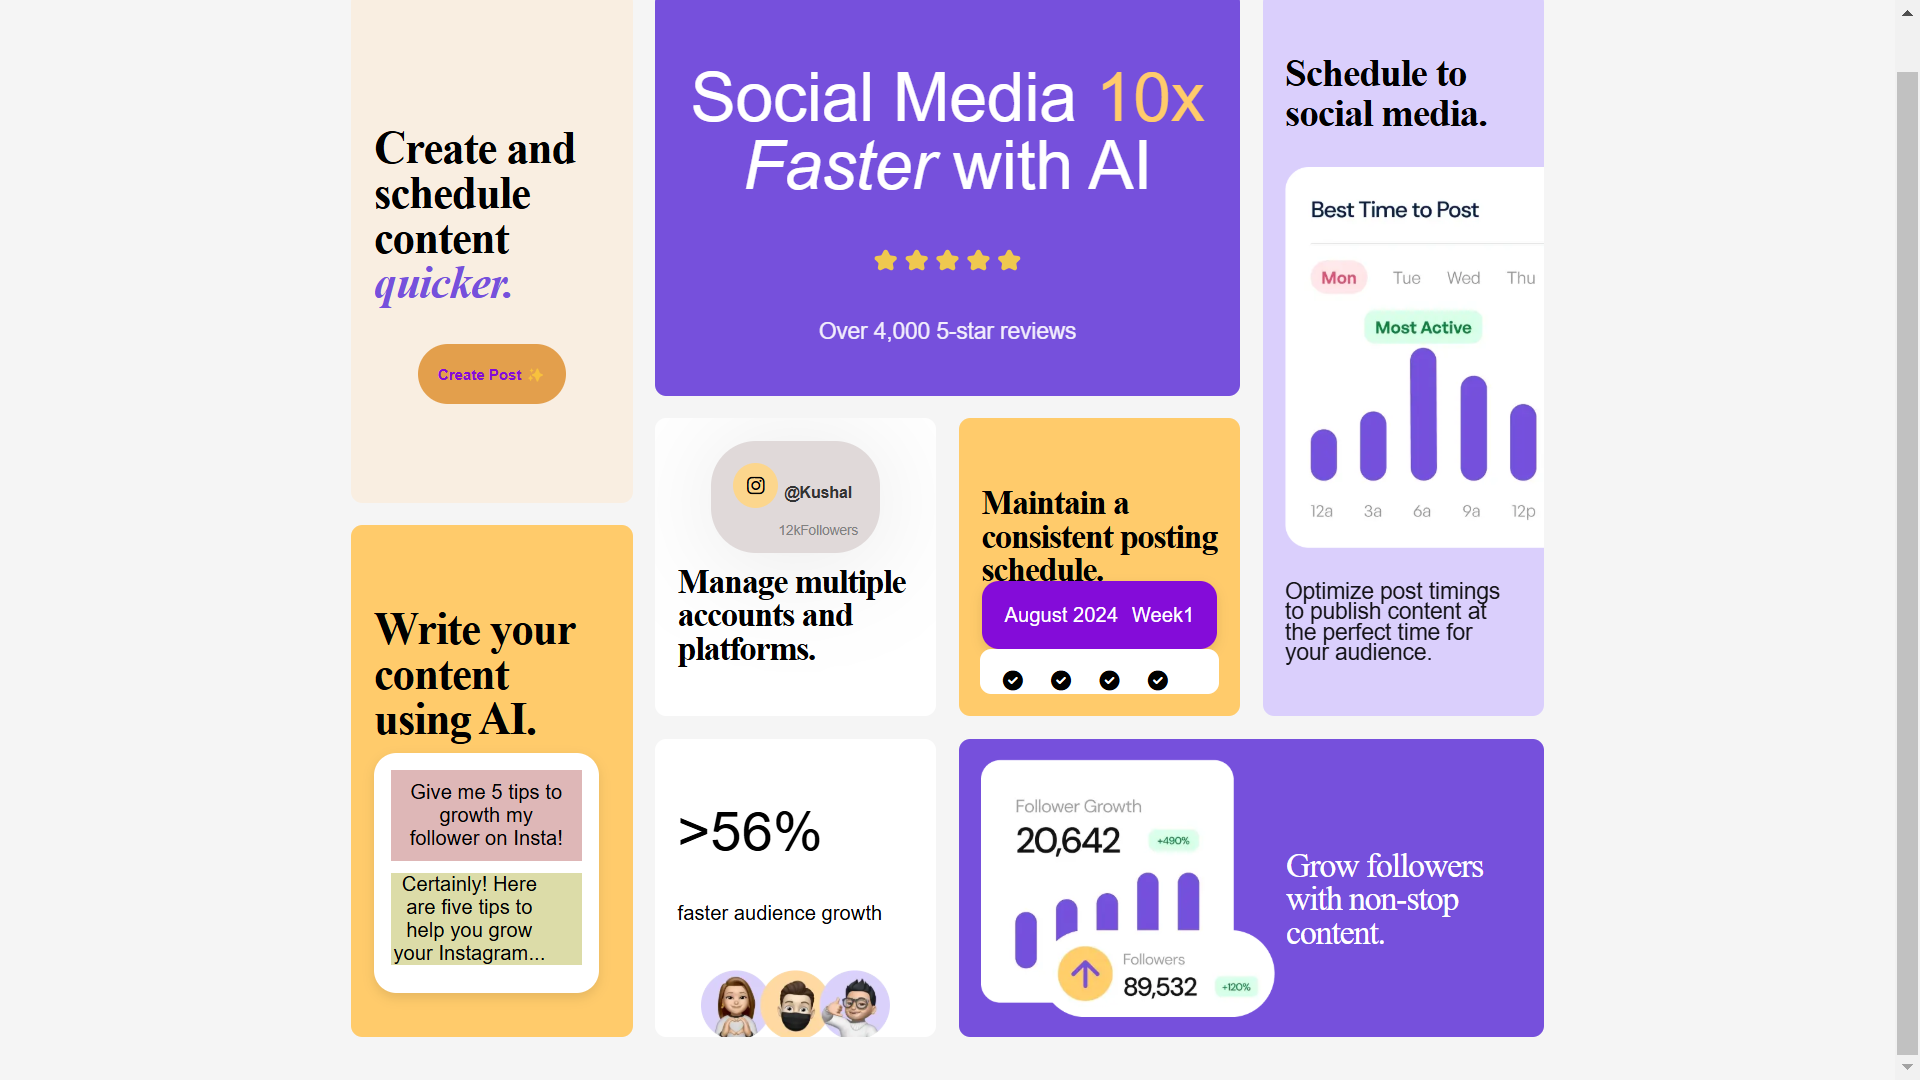 Create and
schedule
content
quicker.
Create Post ✨
Social Media 10x
Faster with AI
Over 4,000 5-star reviews
Schedule to
social media.
Best Time to Post
Mon Tue Wed Thu
Most Active
12a 3a 6a 9a 12p
Optimize post timings
to publish content at
the perfect time for
your audience.
@Kushal
12kFollowers
Manage multiple
accounts and
platforms.
Maintain a
consistent posting
schedule.
August 2024 Week1
Write your
content
using AI.
Give me 5 tips to
growth my
follower on Insta!
Certainly! Here
are five tips to
help you grow
your Instagram...
>56%
faster audience growth
Follower Growth
20,642 +490%
Followers
89,532 +120%
Grow followers
with non-stop
content.